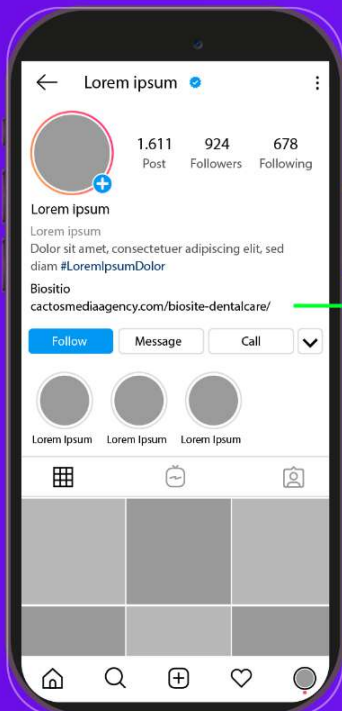 Lorem ipsum
1.611 924 678
Post Followers Following
Lorem ipsum
Lorem ipsum
Dolor sit amet, consectetuer adipiscing elit, sed
diam #LoremIpsumDolor
Biositio
cactosmediaagency.com/biosite-dentalcare/
Follow Message Call
Lorem Ipsum Lorem Ipsum Lorem Ipsum